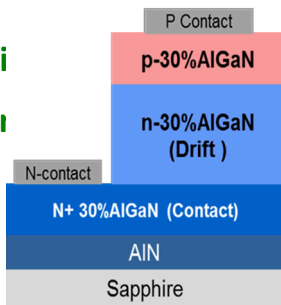 P Contact
i
p-30%AlGaN
r
n-30%AlGaN
(Drift )
N-contact
N+ 30%AlGaN (Contact)
AlN
Sapphire